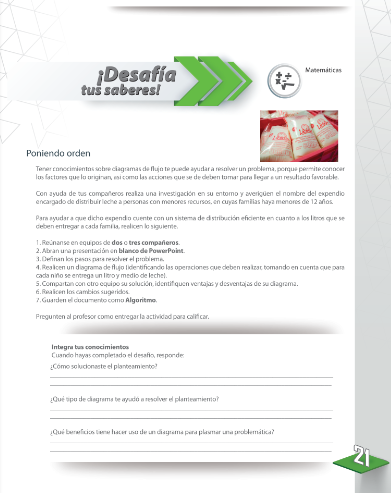 ¡Desafía
tus saberes!
Matemáticas
Poniendo orden
Tener conocimientos sobre diagramas de flujo te puede ayudar a resolver un problema, porque permite conocer
los factores que lo originan, así como las acciones que se de deben tomar para llegar a un resultado favorable.
Con ayuda de tus compañeros realiza una investigación en su entorno y averigüen el nombre del expendio
encargado de distribuir leche a personas con menores recursos, en cuyas familias haya menores de 12 años.
Para ayudar a que dicho expendio cuente con un sistema de distribución eficiente en cuanto a los litros que se
deben entregar a cada familia, realicen lo siguiente.
1. Reúnanse en equipos de dos o tres compañeros.
2. Abran una presentación en blanco de PowerPoint.
3. Definan los pesos para resolver el problema.
4. Realicen un diagrama de flujo (identificando las operaciones que deben realizar, tomando en cuenta que para
cada niño se entrega un litro y medio de leche).
5. Compartan con otro equipo su solución, identifiquen ventajas y desventajas de su diagrama.
6. Realicen los cambios sugeridos.
7. Guarden el documento como Algoritmo.
Pregunten al profesor como entregar la actividad para calificar.
Integra tus conocimientos
Cuando hayas completado el desafío, responde:
¿Cómo solucionaste el planteamiento?
¿Qué tipo de diagrama te ayudó a resolver el planteamiento?
¿Qué beneficios tiene hacer uso de un diagrama para plasmar una problemática?
21